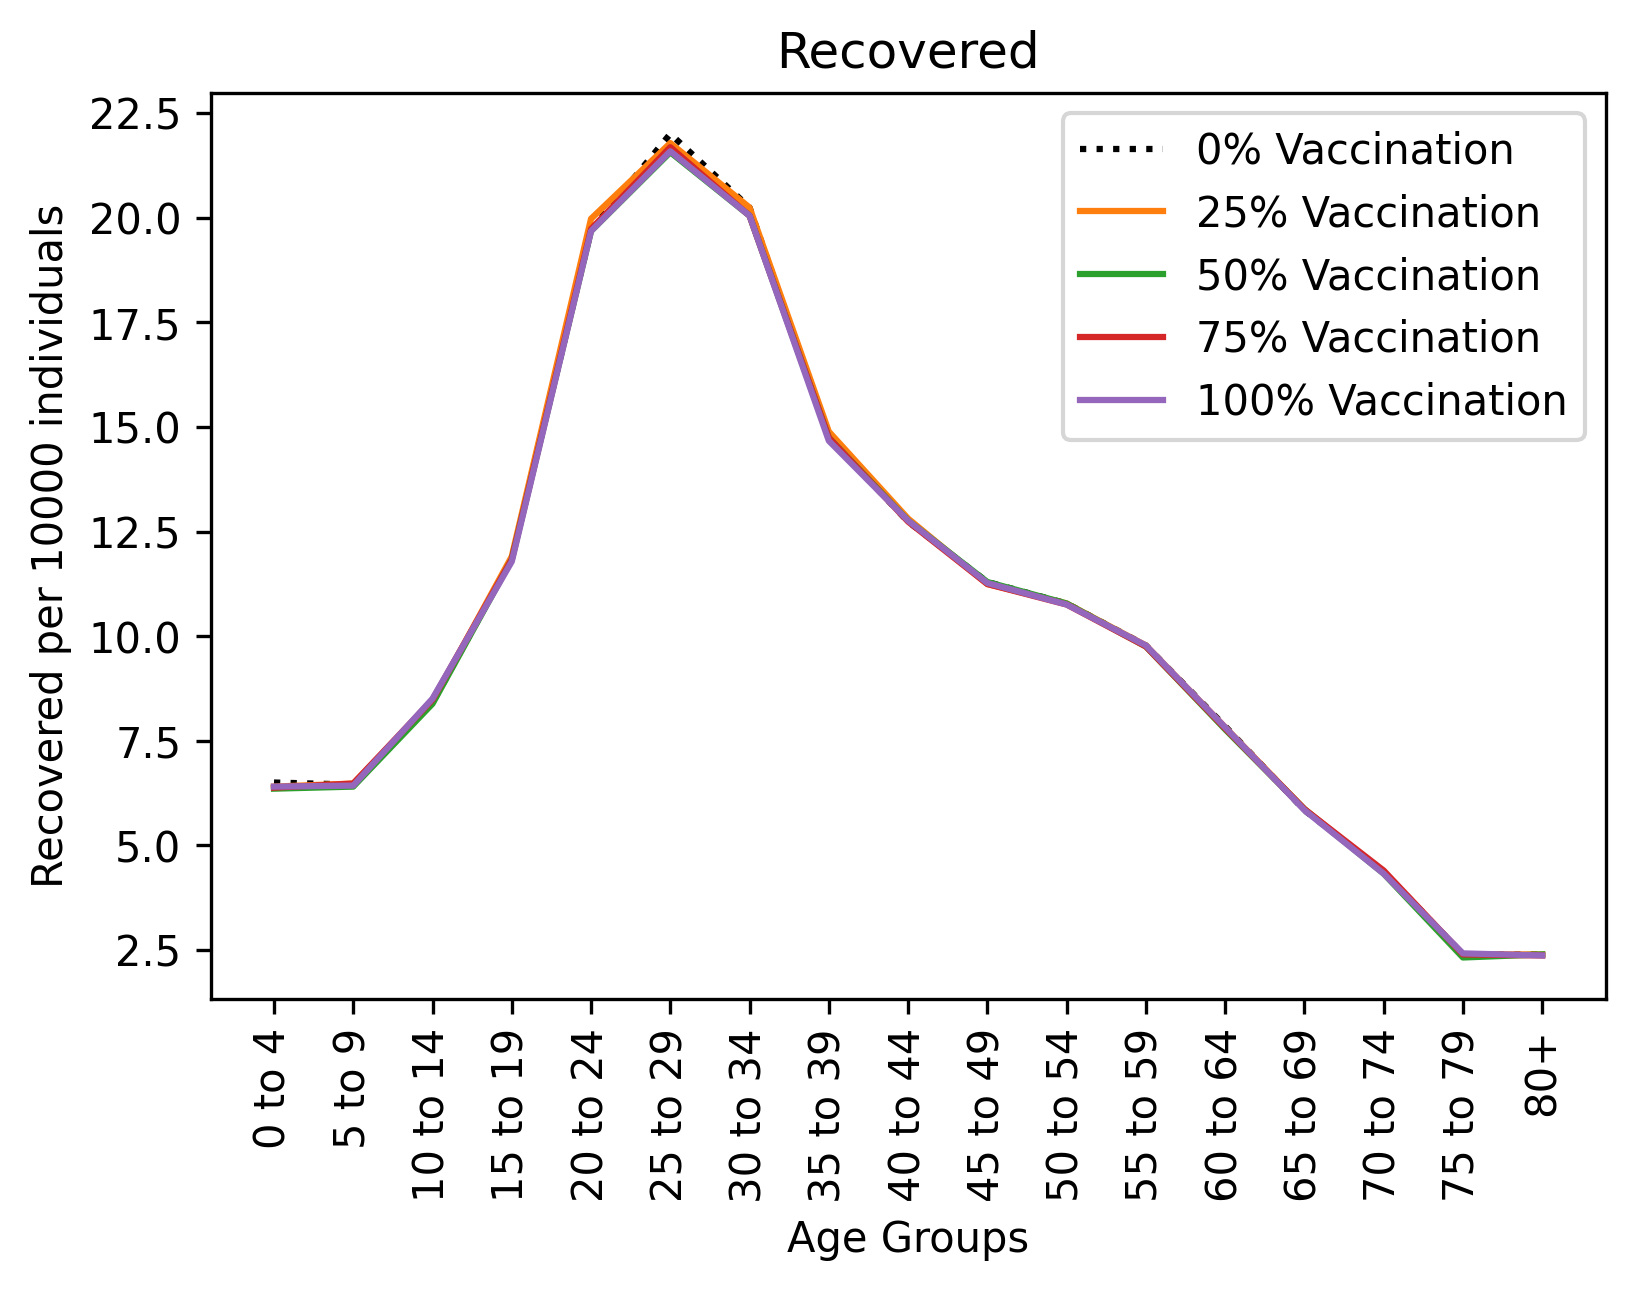 Recovered
22.5
20.0
17.5
15.0
12.5
10.0
7.5
5.0
2.5
Recovered per 10000 individuals
0% Vaccination
25% Vaccination
50% Vaccination
75% Vaccination
100% Vaccination
0 to 4
5 to 9
10 to 14
15 to 19
20 to 24
25 to 29
30 to 34
35 to 39
40 to 44
45 to 49
50 to 54
55 to 59
60 to 64
65 to 69
70 to 74
75 to 79
80+
Age Groups